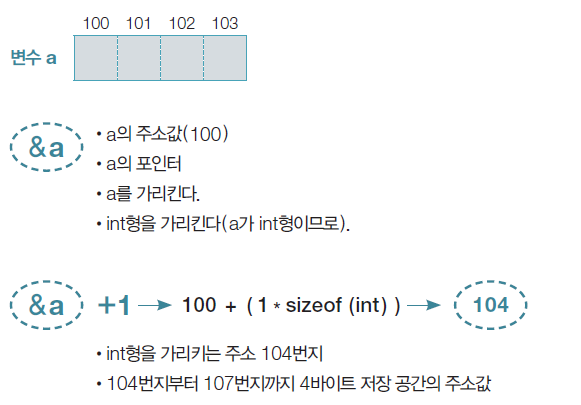 100 101 102 103
변수 a
&a
• a의 주소값(100)
• a의 포인터
• a를 가리킨다.
• int형을 가리킨다(a가 int형이므로).
&a +1 → 100 + ( 1 * sizeof (int) ) → 104
• int형을 가리키는 주소 104번지
• 104번지부터 107번지까지 4바이트 저장 공간의 주소값